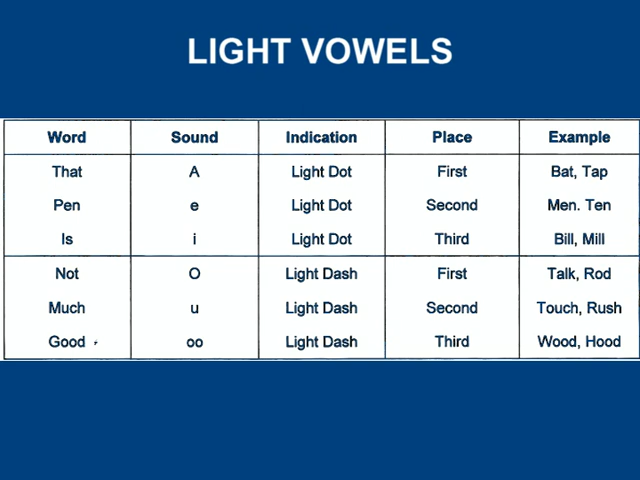 LIGHT VOWELS
Word Sound Indication Place Example
That A Light Dot First Bat, Tap
Pen e Light Dot Second Men. Ten
Is i Light Dot Third Bill, Mill
Not O Light Dash First Talk, Rod
Much u Light Dash Second Touch, Rush
Good oo Light Dash Third Wood, Hood